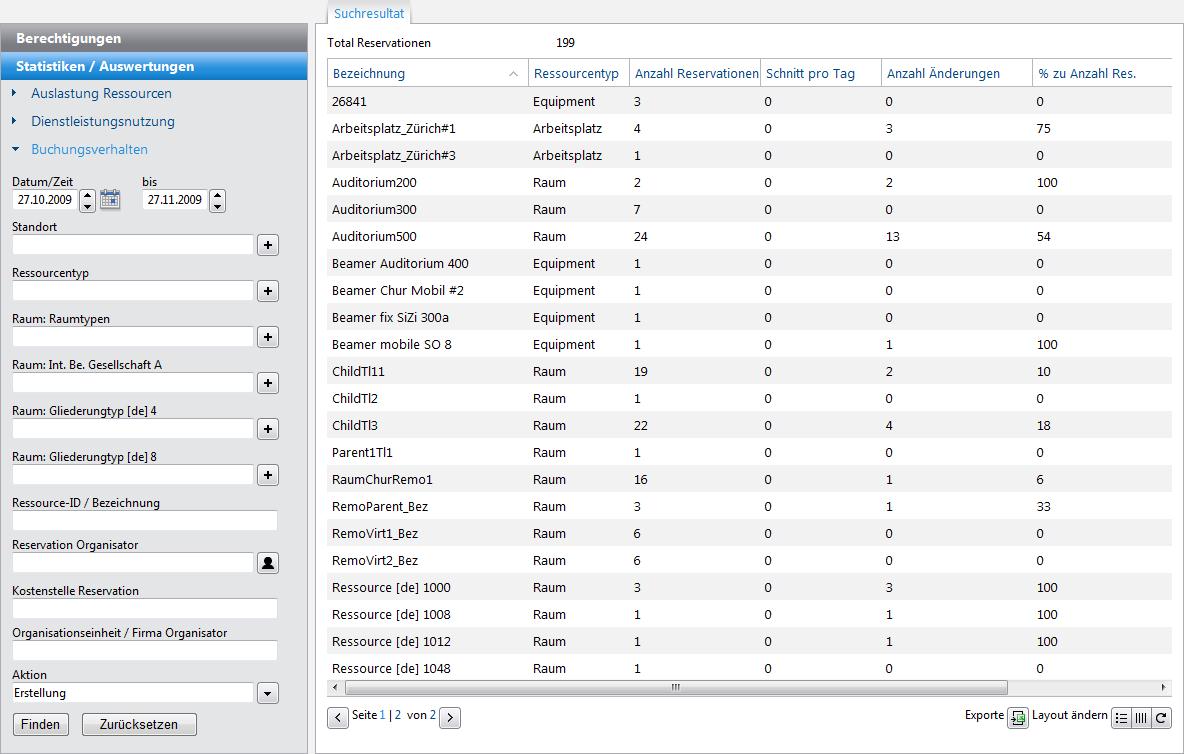 Berechtigungen
Statistiken / Auswertungen
Auslastung Ressourcen
Dienstleistungsnutzung
Buchungsverhalten
Datum/Zeit bis
27.10.2009 27.11.2009
Standort
Ressourcentyp
Raum: Raumtypen
Raum: Int. Be. Gesellschaft A
Raum: Gliederungtyp [de] 4
Raum: Gliederungtyp [de] 8
Ressource-ID / Bezeichnung
Reservation Organisator
Kostenstelle Reservation
Organisationseinheit / Firma Organisator
Aktion
Erstellung
Finden Zurücksetzen
Suchresultat
Total Reservationen 199
Bezeichnung Ressourcentyp Anzahl Reservationen Schnitt pro Tag Anzahl Änderungen % zu Anzahl Res.
26841 Equipment 3 0 0 0
Arbeitsplatz_Zürich#1 Arbeitsplatz 4 0 3 75
Arbeitsplatz_Zürich#3 Arbeitsplatz 1 0 0 0
Auditorium200 Raum 2 0 2 100
Auditorium300 Raum 7 0 0 0
Auditorium500 Raum 24 0 13 54
Beamer Auditorium 400 Equipment 1 0 0 0
Beamer Chur Mobil #2 Equipment 1 0 0 0
Beamer fix SiZi 300a Equipment 1 0 0 0
Beamer mobile SO 8 Equipment 1 0 1 100
ChildTl11 Raum 19 0 2 10
ChildTl2 Raum 1 0 0 0
ChildTl3 Raum 22 0 4 18
Parent1Tl1 Raum 1 0 0 0
RaumChurRemo1 Raum 16 0 1 6
RemoParent_Bez Raum 3 0 1 33
RemoVirt1_Bez Raum 6 0 0 0
RemoVirt2_Bez Raum 6 0 0 0
Ressource [de] 1000 Raum 3 0 3 100
Ressource [de] 1008 Raum 1 0 1 100
Ressource [de] 1012 Raum 1 0 1 100
Ressource [de] 1048 Raum 1 0 0 0
Seite 1 | 2 von 2 Exporte Layout ändern